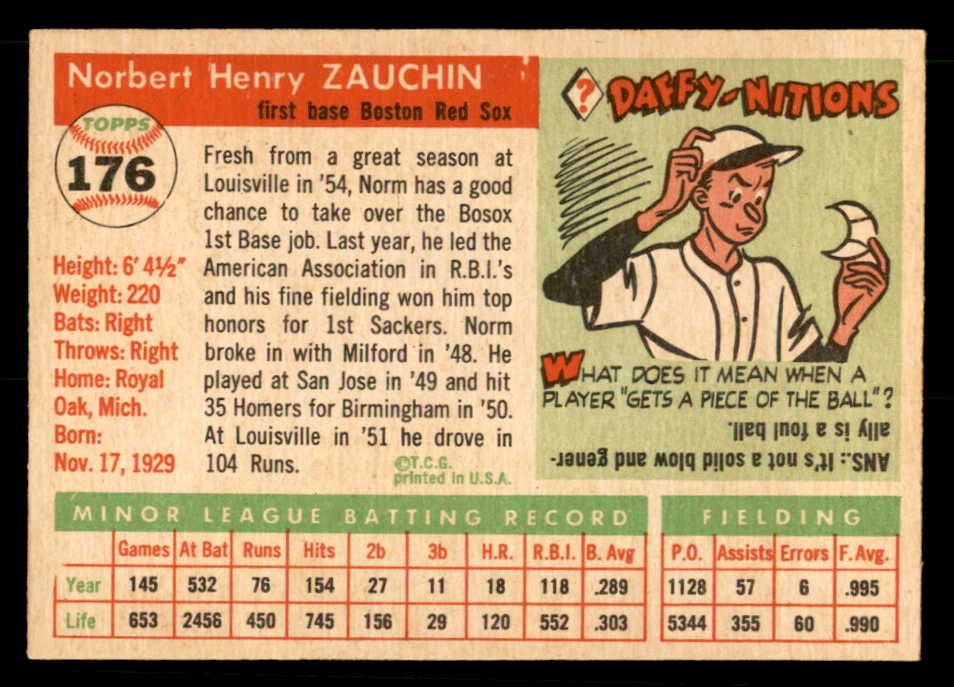 Norbert Henry ZAUCHIN
first base Boston Red Sox
TOPPS
176
Height: 6' 4½"
Weight: 220
Bats: Right
Throws: Right
Home: Royal
Oak, Mich.
Born:
Nov. 17, 1929
Fresh from a great season at
Louisville in '54, Norm has a good
chance to take over the Bosox
1st Base job. Last year, he led the
American Association in R.B.I.'s
and his fine fielding won him top
honors for 1st Sackers. Norm
broke in with Milford in '48. He
played at San Jose in '49 and hit
35 Homers for Birmingham in '50.
At Louisville in '51 he drove in
104 Runs.
©T.C.G.
printed in U.S.A.
?
DAFFY-NITIONS
WHAT DOES IT MEAN WHEN A
PLAYER "GETS A PIECE OF THE BALL"?
ANS.: It's not a solid blow and gener-
ally is a foul ball.
MINOR LEAGUE BATTING RECORD FIELDING
Games At Bat Runs Hits 2b 3b H.R. R.B.I. B. Avg P.O. Assists Errors F. Avg.
Year 145 532 76 154 27 11 18 118 .289 1128 57 6 .995
Life 653 2456 450 745 156 29 120 552 .303 5344 355 60 .990